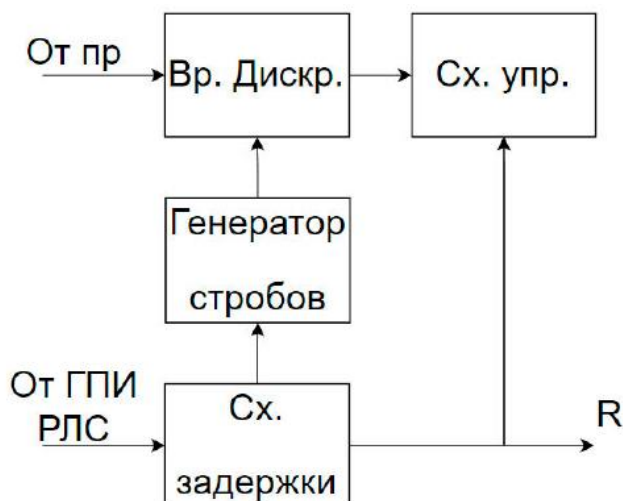 От пр
Вр. Дискр.
Сх. упр.
Генератор
стробов
От ГПИ
РЛС
Сх.
задержки
R